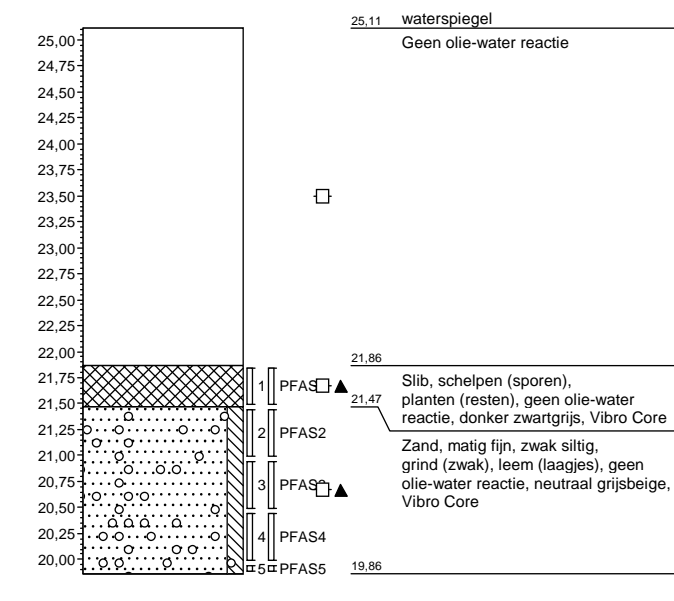 25,11 waterspiegel
Geen olie-water reactie
25,00
24,75
24,50
24,25
24,00
23,75
23,50
23,25
23,00
22,75
22,50
22,25
22,00
21,75
21,50
21,25
21,00
20,75
20,50
20,25
20,00
1 PFAS
2 PFAS2
3 PFAS
4 PFAS4
5 PFAS5
21,86
Slib, schelpen (sporen),
planten (resten), geen olie-water
reactie, donker zwartgrijs, Vibro Core
21,47
Zand, matig fijn, zwak siltig,
grind (zwak), leem (laagjes), geen
olie-water reactie, neutraal grijsbeige,
Vibro Core
19,86